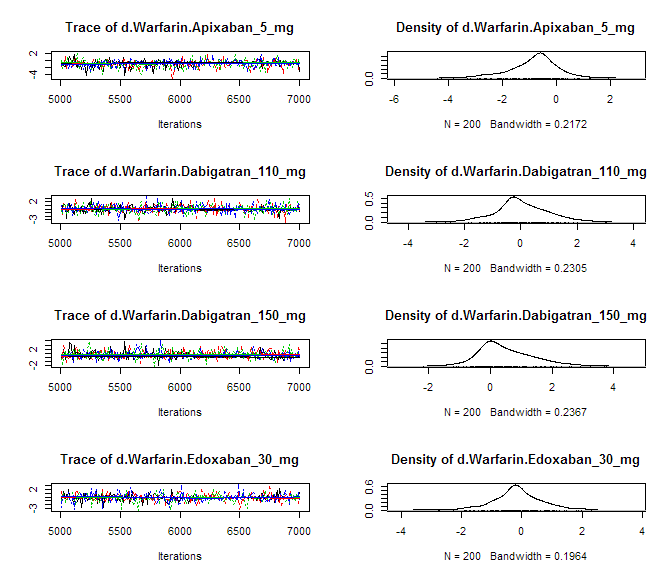 Trace of d.Warfarin.Apixaban_5_mg
2
-4
5000 5500 6000 6500 7000
Iterations
Density of d.Warfarin.Apixaban_5_mg
0.0
-6 -4 -2 0 2
N = 200 Bandwidth = 0.2172
Trace of d.Warfarin.Dabigatran_110_mg
2
-3
5000 5500 6000 6500 7000
Iterations
Density of d.Warfarin.Dabigatran_110_mg
0.5
0.0
-4 -2 0 2 4
N = 200 Bandwidth = 0.2305
Trace of d.Warfarin.Dabigatran_150_mg
2
-2
5000 5500 6000 6500 7000
Iterations
Density of d.Warfarin.Dabigatran_150_mg
0.0
-2 0 2 4
N = 200 Bandwidth = 0.2367
Trace of d.Warfarin.Edoxaban_30_mg
2
-3
5000 5500 6000 6500 7000
Iterations
Density of d.Warfarin.Edoxaban_30_mg
0.6
0.0
-4 -2 0 2 4
N = 200 Bandwidth = 0.1964